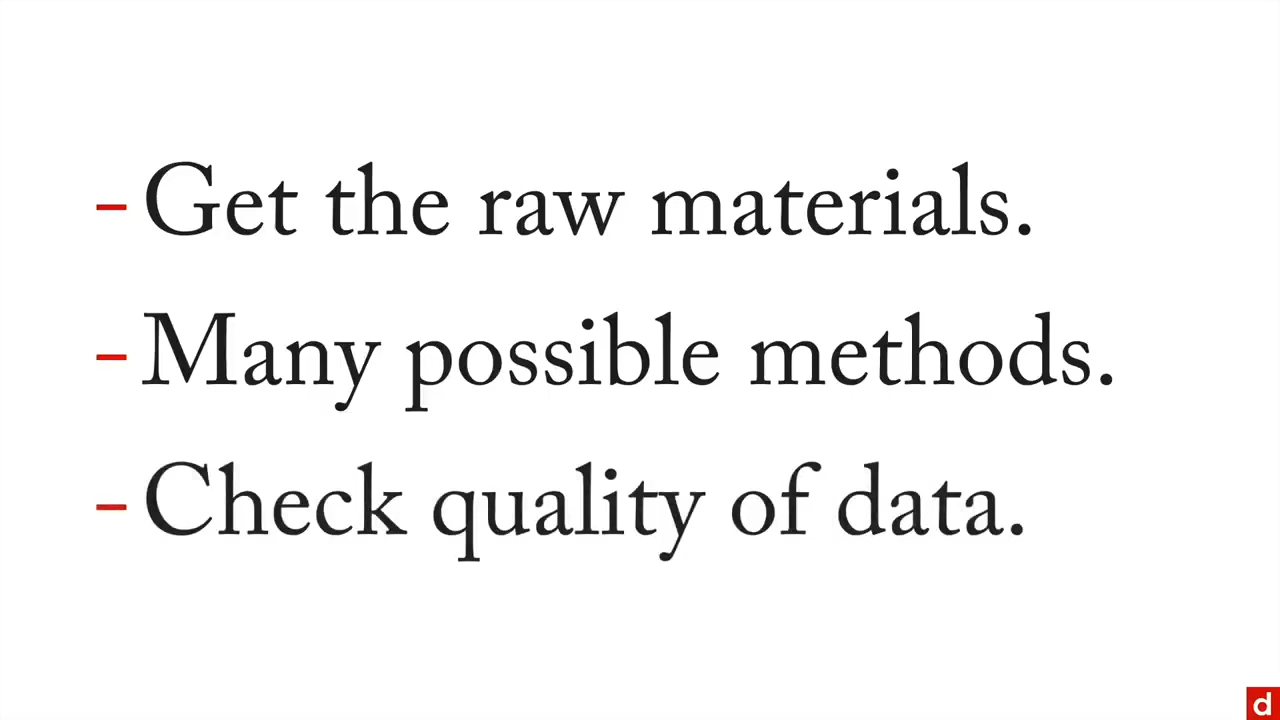 - Get the raw materials.
- Many possible methods.
- Check quality of data.
d